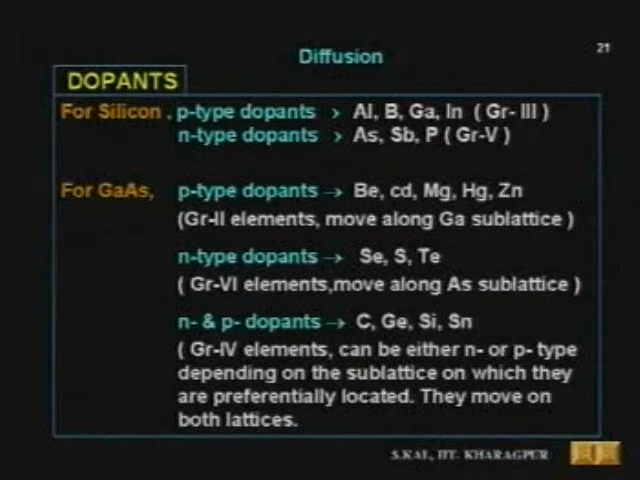 Diffusion
21
DOPANTS
For Silicon , p-type dopants > Al, B, Ga, In ( Gr- III )
n-type dopants > As, Sb, P ( Gr-V )
For GaAs, p-type dopants → Be, cd, Mg, Hg, Zn
(Gr-II elements, move along Ga sublattice )
n-type dopants → Se, S, Te
( Gr-VI elements,move along As sublattice )
n- & p- dopants → C, Ge, Si, Sn
( Gr-IV elements, can be either n- or p- type
depending on the sublattice on which they
are preferentially located. They move on
both lattices.
S.KAL, IIT. KHARAGPUR